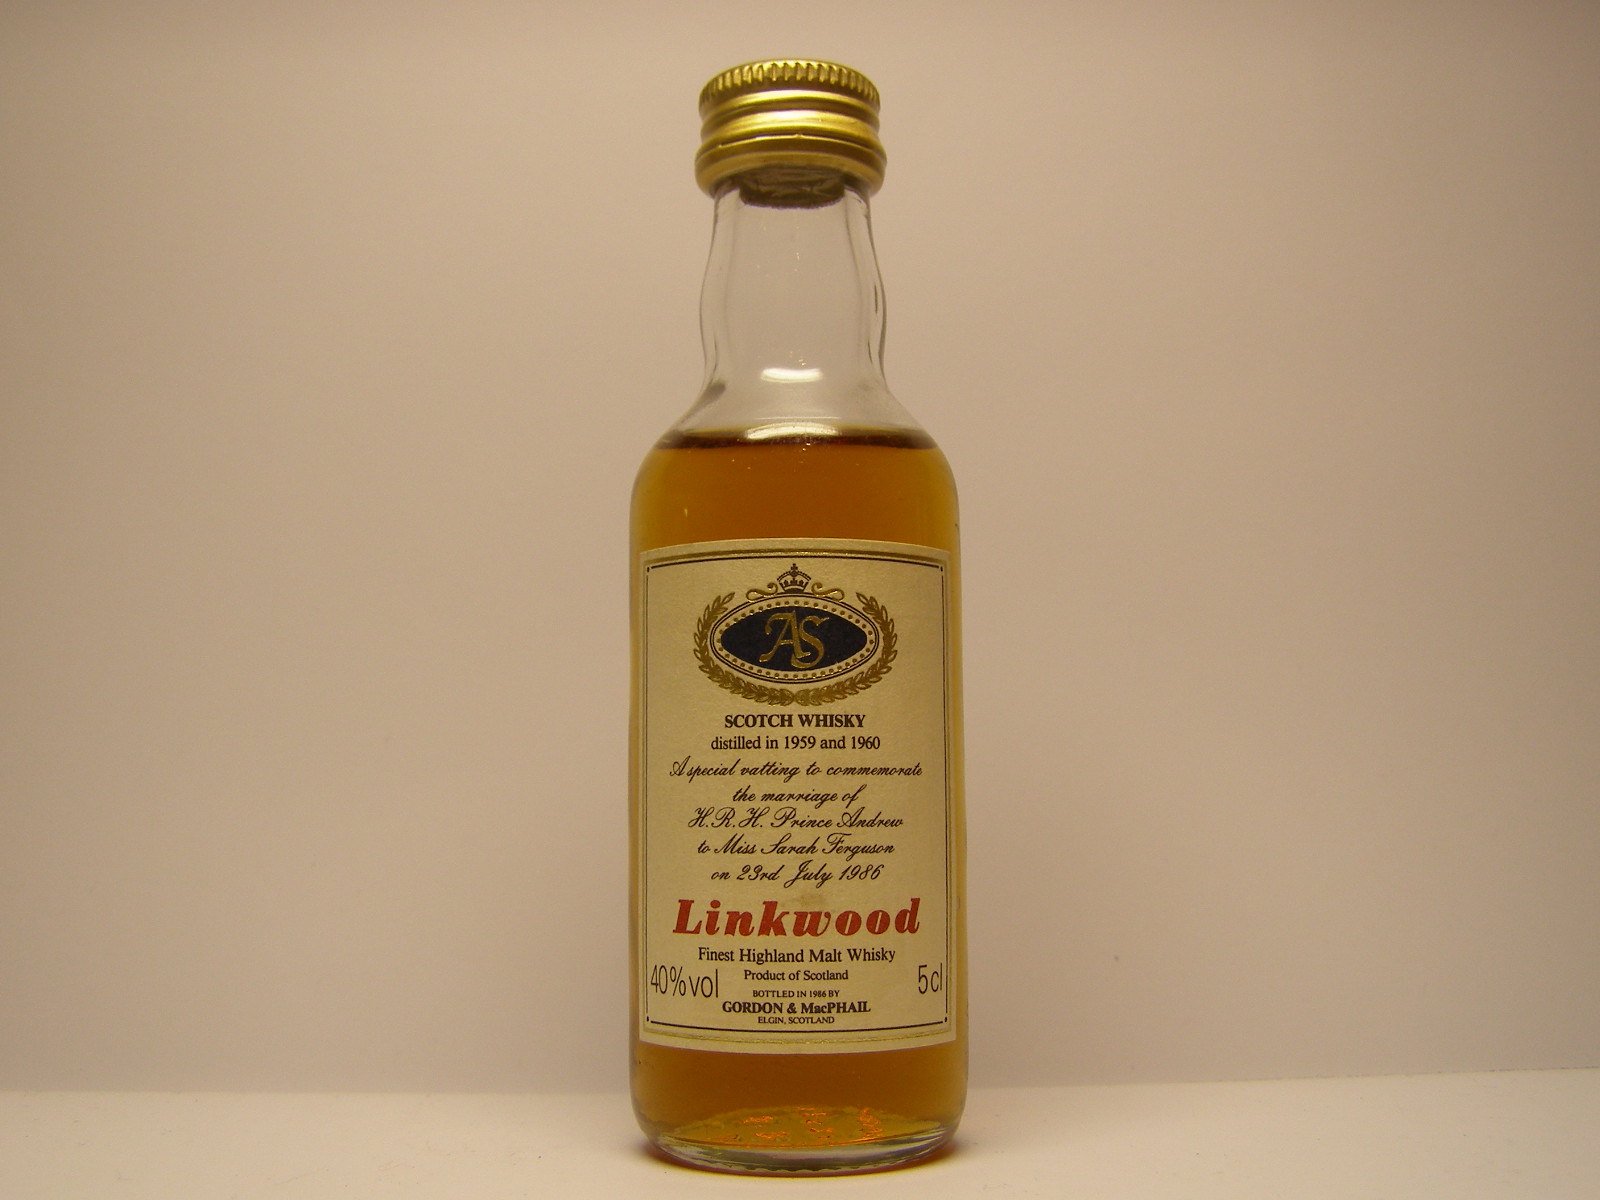 AS
SCOTCH WHISKY
distilled in 1959 and 1960
A special vatting to commemorate
the marriage of
H.R.H. Prince Andrew
to Miss Sarah Ferguson
on 23rd July 1986
Linkwood
Finest Highland Malt Whisky
40%vol Product of Scotland 5cl
BOTTLED IN 1986 BY
GORDON & MacPHAIL
ELGIN, SCOTLAND